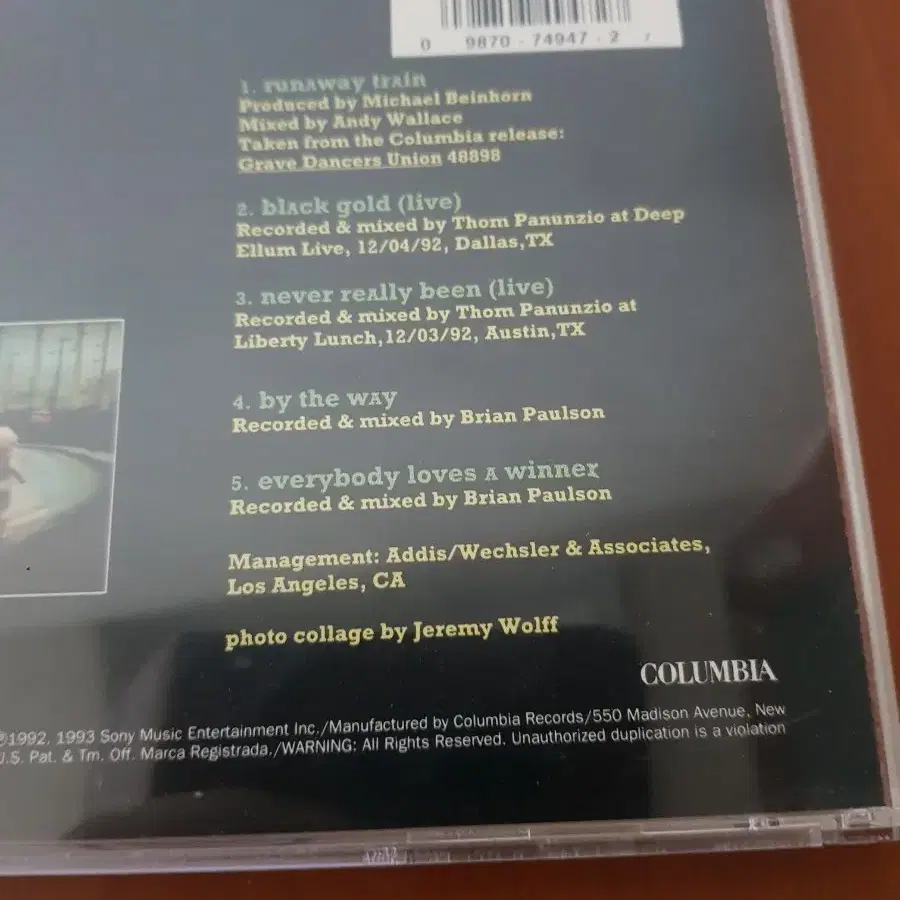 0 9870-74947-2
1. runaway train
Produced by Michael Beinhorn
Mixed by Andy Wallace
Taken from the Columbia release:
Grave Dancers Union 48898
2. black gold (live)
Recorded & mixed by Thom Panunzio at Deep
Ellum Live, 12/04/92, Dallas,TX
3. never really been (live)
Recorded & mixed by Thom Panunzio at
Liberty Lunch,12/03/92, Austin,TX
4. by the way
Recorded & mixed by Brian Paulson
5. everybody loves a winner
Recorded & mixed by Brian Paulson
Management: Addis/Wechsler & Associates,
Los Angeles, CA
photo collage by Jeremy Wolff
COLUMBIA
℗1992, 1993 Sony Music Entertainment Inc./Manufactured by Columbia Records/550 Madison Avenue, New
U.S. Pat. & Tm. Off. Marca Registrada./WARNING: All Rights Reserved. Unauthorized duplication is a violation